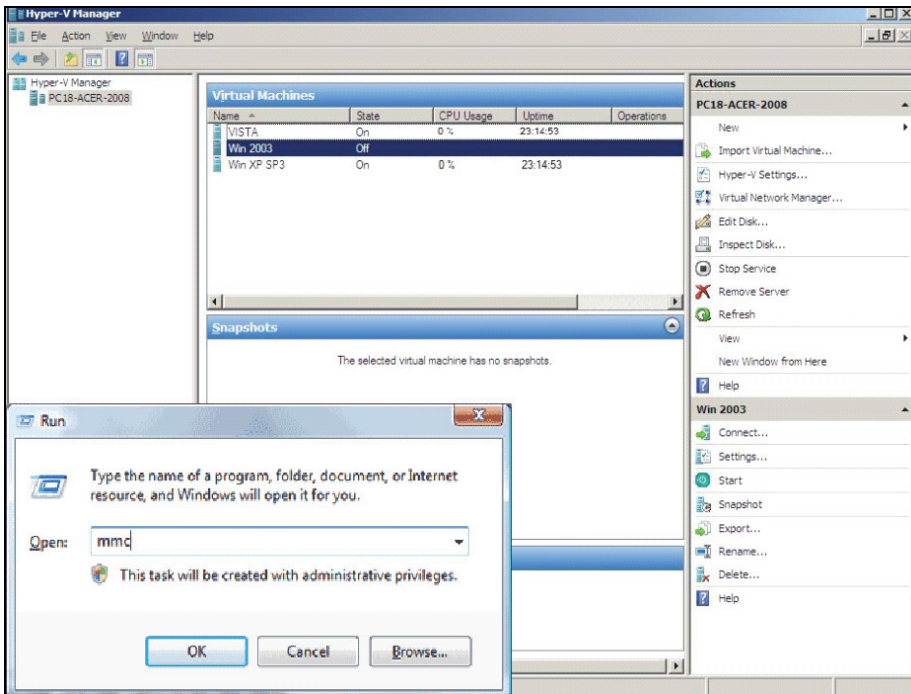 Hyper-V Manager
File Action View Window Help
Hyper-V Manager
PC18-ACER-2008
Virtual Machines
Name State CPU Usage Uptime Operations
VISTA On 0 % 23:14:53
Win 2003 Off
Win XP SP3 On 0 % 23:14:53
Snapshots
The selected virtual machine has no snapshots.
Actions
PC18-ACER-2008
New
Import Virtual Machine...
Hyper-V Settings...
Virtual Network Manager...
Edit Disk...
Inspect Disk...
Stop Service
Remove Server
Refresh
View
New Window from Here
Help
Win 2003
Connect...
Settings...
Start
Snapshot
Export...
Rename...
Delete...
Help
Run
Type the name of a program, folder, document, or Internet
resource, and Windows will open it for you.
Open: mmc
This task will be created with administrative privileges.
OK Cancel Browse...